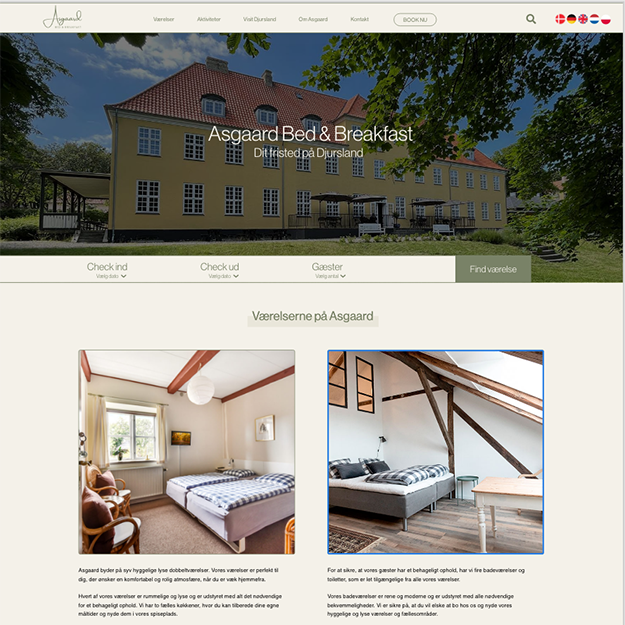 Asgaard
Værelser Aktiviteter Visit Djursland Om Asgaard Kontakt BOOK NU
Asgaard Bed & Breakfast
Dit fristed på Djursland
Check ind Check ud Gæster Find værelse
Vælg dato Vælg dato Vælg antal
Værelserne på Asgaard
Asgaard byder på syv hyggelige lyse dobbeltværelser. Vores værelser er perfekt til
dig, der ønsker en komfortabel og rolig atmosfære, når du er væk hjemmefra.
Hvert af vores værelser er rummelige og lyse og er udstyret med alt det nødvendige
for et behageligt ophold. Vi har to fælles køkkener, hvor du kan tilberede dine egne
måltider og nyde dem i vores spiseplads.
For at sikre, at vores gæster har et behageligt ophold, har vi fire badeværelser og
toiletter, som er let tilgængelige fra alle vores værelser.
Vores badeværelser er rene og moderne og er udstyret med alle nødvendige
bekvemmeligheder. Vi er sikre på, at du vil elske at bo hos os og nyde vores
hyggelige og lyse værelser og fællesområder.